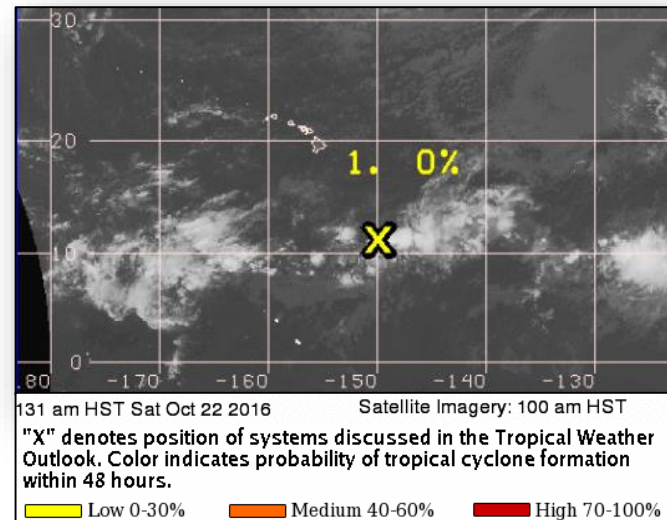 30
20
1. 0%
X
10
0
.80 -170 -160 -150 -140 -130
131 am HST Sat Oct 22 2016 Satellite Imagery: 100 am HST
"X" denotes position of systems discussed in the Tropical Weather
Outlook. Color indicates probability of tropical cyclone formation
within 48 hours.
Low 0-30% Medium 40-60% High 70-100%